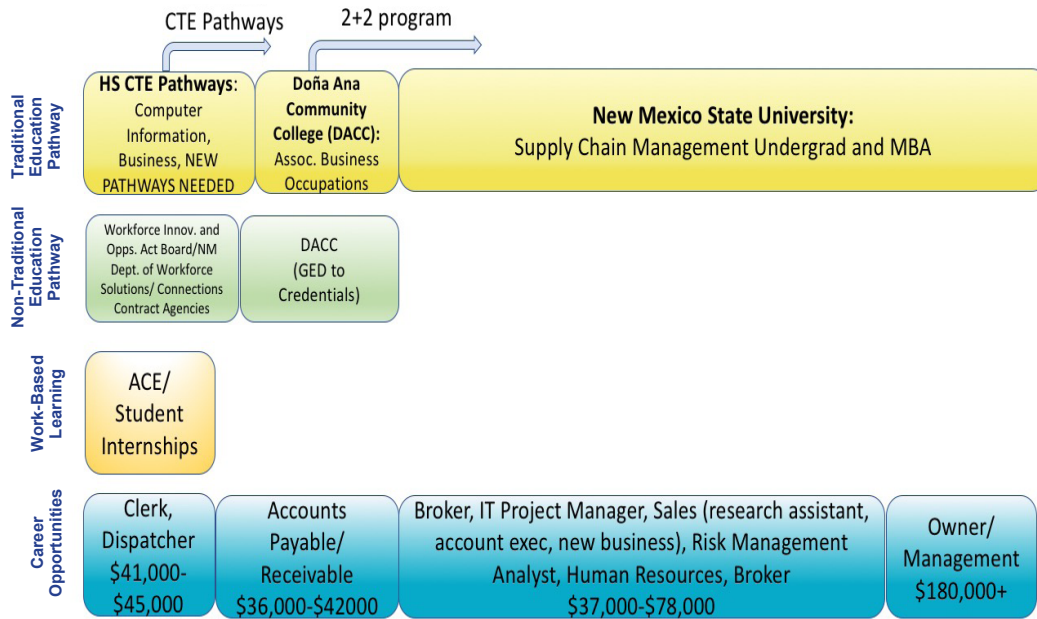 CTE Pathways
2+2 program
Traditional
Education
Pathway
HS CTE Pathways:
Computer
Information,
Business, NEW
PATHWAYS NEEDED
Doña Ana
Community
College (DACC):
Assoc. Business
Occupations
New Mexico State University:
Supply Chain Management Undergrad and MBA
Non-Traditional
Education
Pathway
Workforce Innov. and
Opps. Act Board/NM
Dept. of Workforce
Solutions/ Connections
Contract Agencies
DACC
(GED to
Credentials)
Work-Based
Learning
ACE/
Student
Internships
Career
Opportunities
Clerk,
Dispatcher
$41,000-
$45,000
Accounts
Payable/
Receivable
$36,000-$42000
Broker, IT Project Manager, Sales (research assistant,
account exec, new business), Risk Management
Analyst, Human Resources, Broker
$37,000-$78,000
Owner/
Management
$180,000+